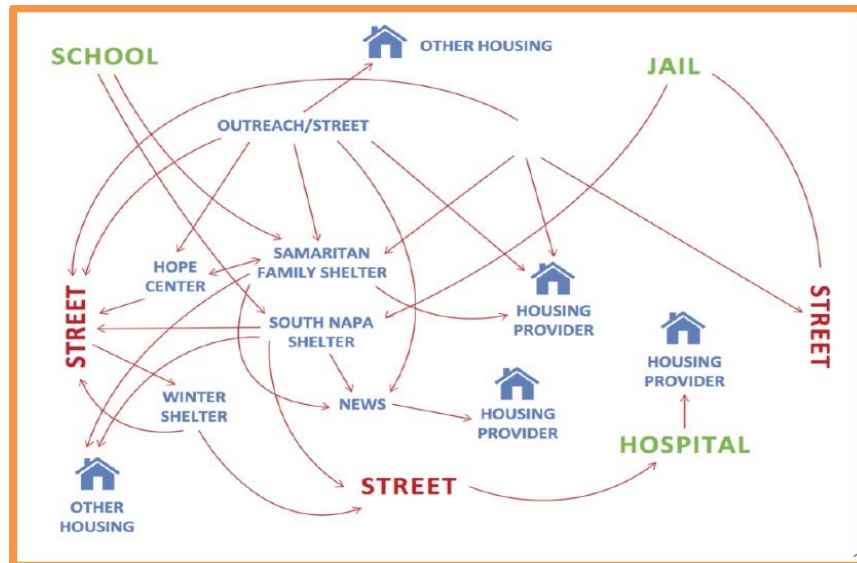 OTHER HOUSING
SCHOOL
JAIL
OUTREACH/STREET
SAMARITAN
FAMILY SHELTER
HOPE
CENTER
HOUSING
PROVIDER
STREET
STREET
SOUTH NAPA
SHELTER
HOUSING
PROVIDER
WINTER
SHELTER
NEWS
HOUSING
PROVIDER
HOSPITAL
STREET
OTHER
HOUSING